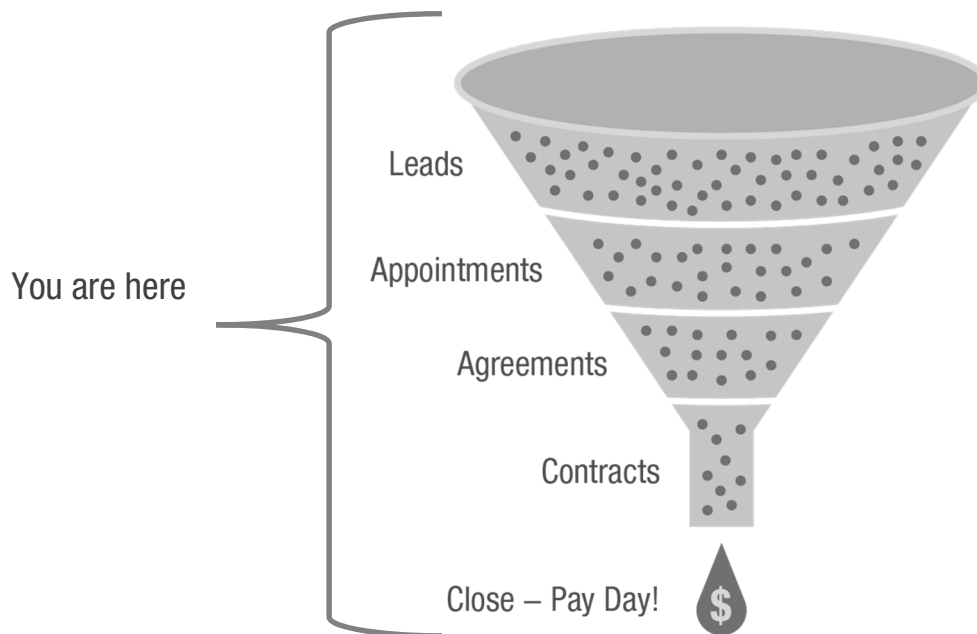 Leads
Appointments
You are here
Agreements
Contracts
Close – Pay Day!
$